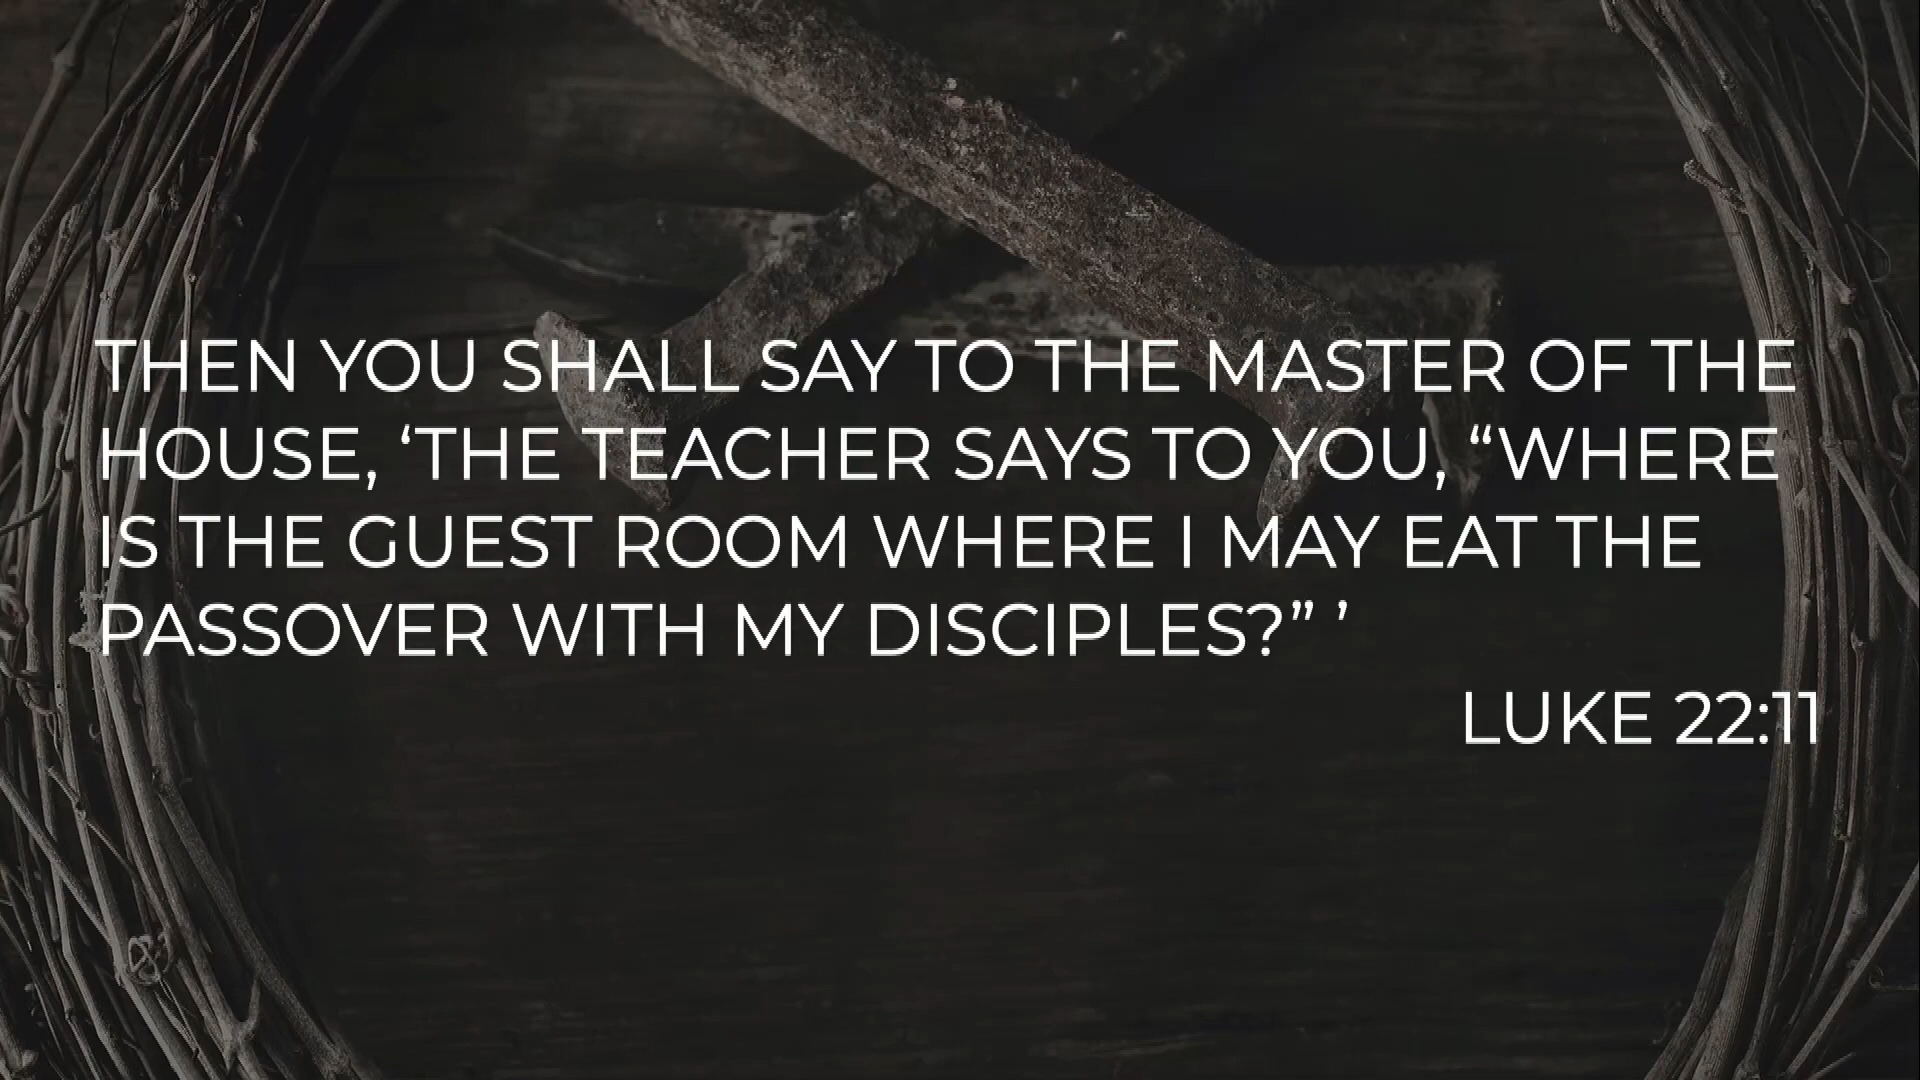 THEN YOU SHALL SAY TO THE MASTER OF THE
HOUSE, ‘THE TEACHER SAYS TO YOU, “WHERE
IS THE GUEST ROOM WHERE I MAY EAT THE
PASSOVER WITH MY DISCIPLES?” ’
LUKE 22:11